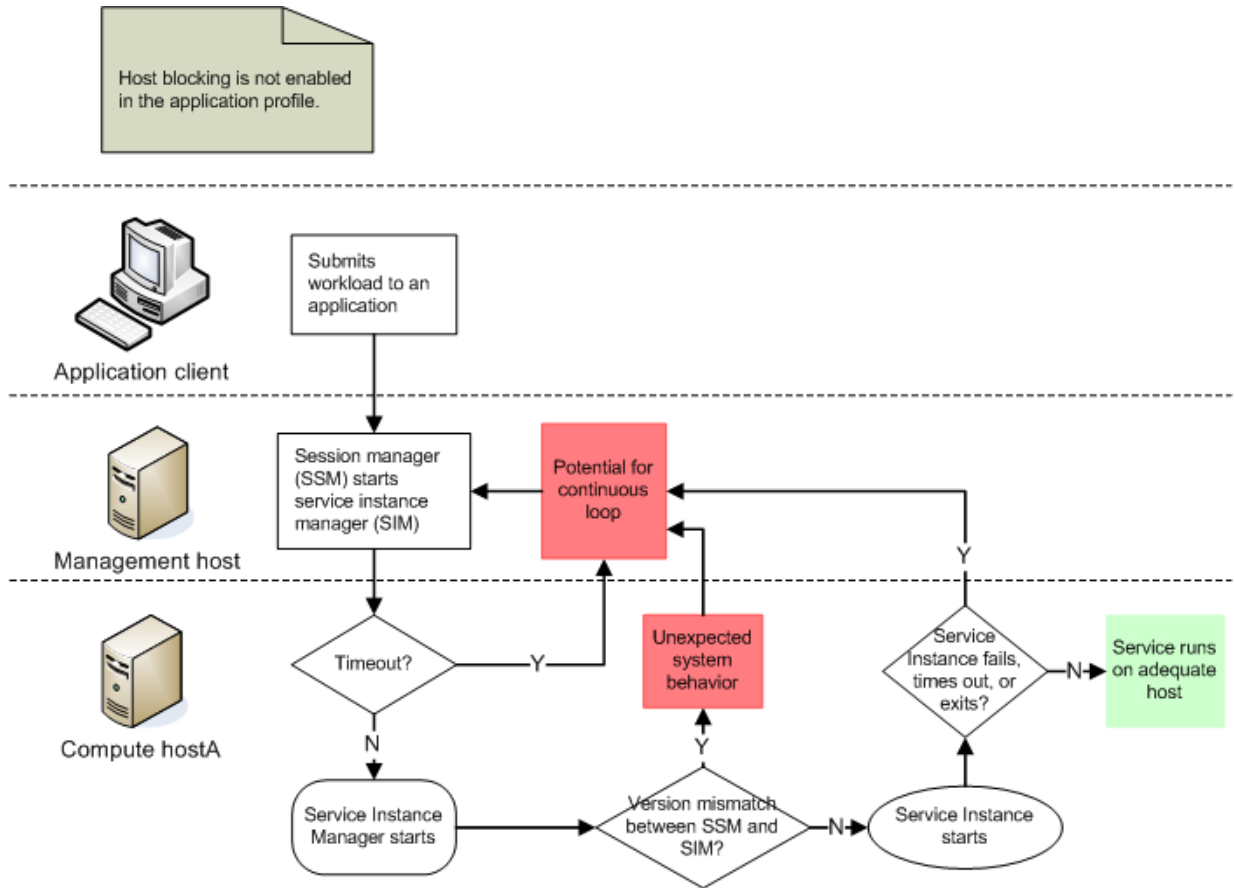 Host blocking is not enabled
in the application profile.
Submits
workload to an
application
Application client
Session manager
(SSM) starts
service instance
manager (SIM)
Potential for
continuous
loop
Management host
Y
Timeout?
Y
Unexpected
system
behavior
Service
Instance fails,
times out, or
exits?
N
Service runs
on adequate
host
Compute hostA
N
Y
Service Instance
Manager starts
Version mismatch
between SSM and
SIM?
N
Service Instance
starts